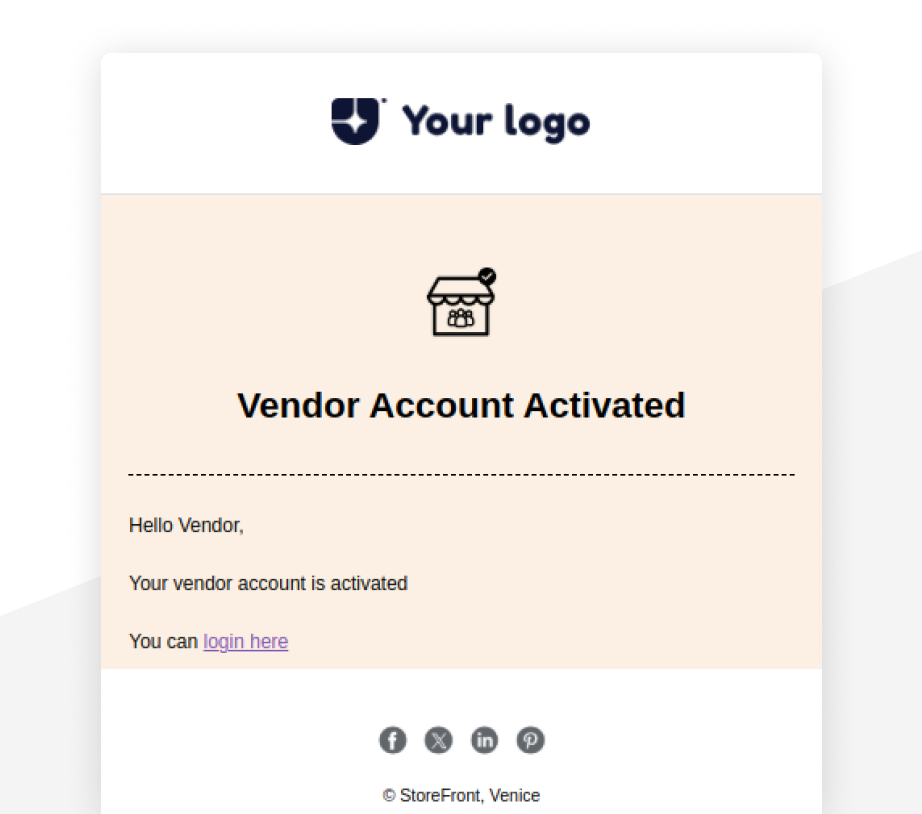 Your logo
Vendor Account Activated
Hello Vendor,
Your vendor account is activated
You can login here
© StoreFront, Venice